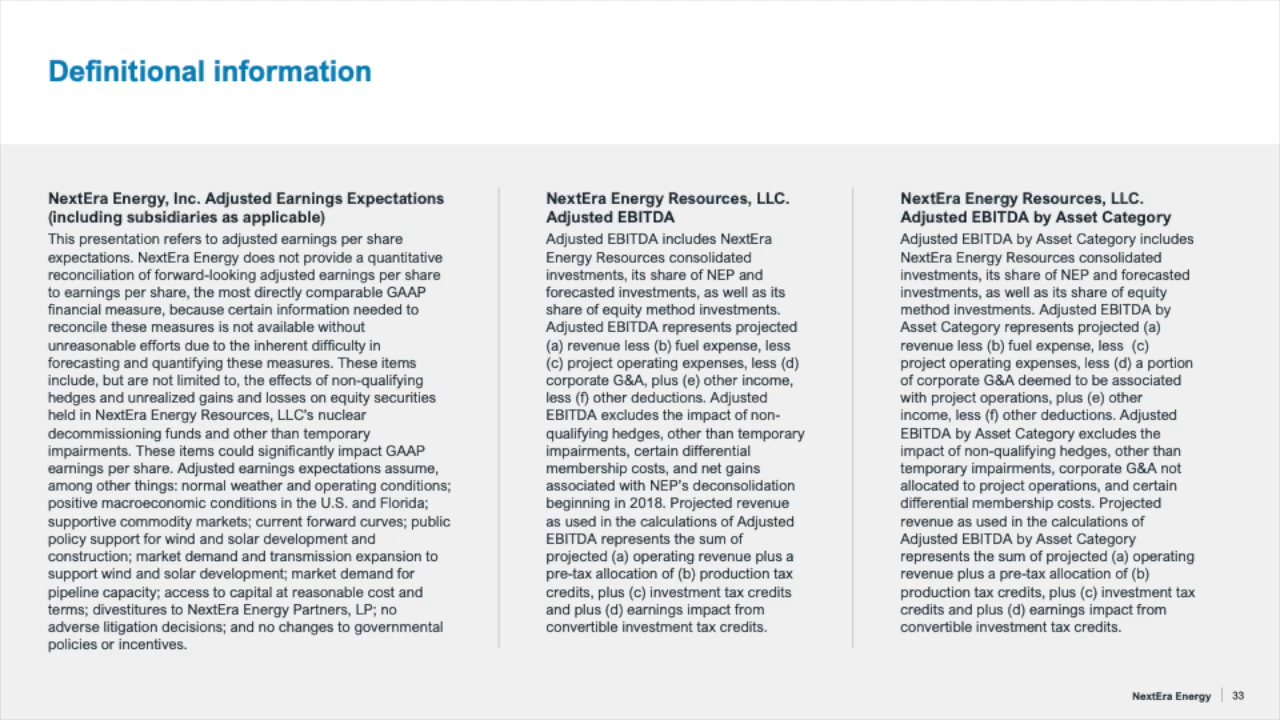 Definitional information
NextEra Energy, Inc. Adjusted Earnings Expectations
(including subsidiaries as applicable)
This presentation refers to adjusted earnings per share
expectations. NextEra Energy does not provide a quantitative
reconciliation of forward-looking adjusted earnings per share
to earnings per share, the most directly comparable GAAP
financial measure, because certain information needed to
reconcile these measures is not available without
unreasonable efforts due to the inherent difficulty in
forecasting and quantifying these measures. These items
include, but are not limited to, the effects of non-qualifying
hedges and unrealized gains and losses on equity securities
held in NextEra Energy Resources, LLC's nuclear
decommissioning funds and other than temporary
impairments. These items could significantly impact GAAP
earnings per share. Adjusted earnings expectations assume,
among other things: normal weather and operating conditions;
positive macroeconomic conditions in the U.S. and Florida;
supportive commodity markets; current forward curves; public
policy support for wind and solar development and
construction; market demand and transmission expansion to
support wind and solar development; market demand for
pipeline capacity; access to capital at reasonable cost and
terms; divestitures to NextEra Energy Partners, LP; no
adverse litigation decisions; and no changes to governmental
policies or incentives.
NextEra Energy Resources, LLC.
Adjusted EBITDA
Adjusted EBITDA includes NextEra
Energy Resources consolidated
investments, its share of NEP and
forecasted investments, as well as its
share of equity method investments.
Adjusted EBITDA represents projected
(a) revenue less (b) fuel expense, less
(c) project operating expenses, less (d)
corporate G&A, plus (e) other income,
less (f) other deductions. Adjusted
EBITDA excludes the impact of non-
qualifying hedges, other than temporary
impairments, certain differential
membership costs, and net gains
associated with NEP's deconsolidation
beginning in 2018. Projected revenue
as used in the calculations of Adjusted
EBITDA represents the sum of
projected (a) operating revenue plus a
pre-tax allocation of (b) production tax
credits, plus (c) investment tax credits
and plus (d) earnings impact from
convertible investment tax credits.
NextEra Energy Resources, LLC.
Adjusted EBITDA by Asset Category
Adjusted EBITDA by Asset Category includes
NextEra Energy Resources consolidated
investments, its share of NEP and forecasted
investments, as well as its share of equity
method investments. Adjusted EBITDA by
Asset Category represents projected (a)
revenue less (b) fuel expense, less (c)
project operating expenses, less (d) a portion
of corporate G&A deemed to be associated
with project operations, plus (e) other
income, less (f) other deductions. Adjusted
EBITDA by Asset Category excludes the
impact of non-qualifying hedges, other than
temporary impairments, corporate G&A not
allocated to project operations, and certain
differential membership costs. Projected
revenue as used in the calculations of
Adjusted EBITDA by Asset Category
represents the sum of projected (a) operating
revenue plus a pre-tax allocation of (b)
production tax credits, plus (c) investment tax
credits and plus (d) earnings impact from
convertible investment tax credits.
NextEra Energy
33